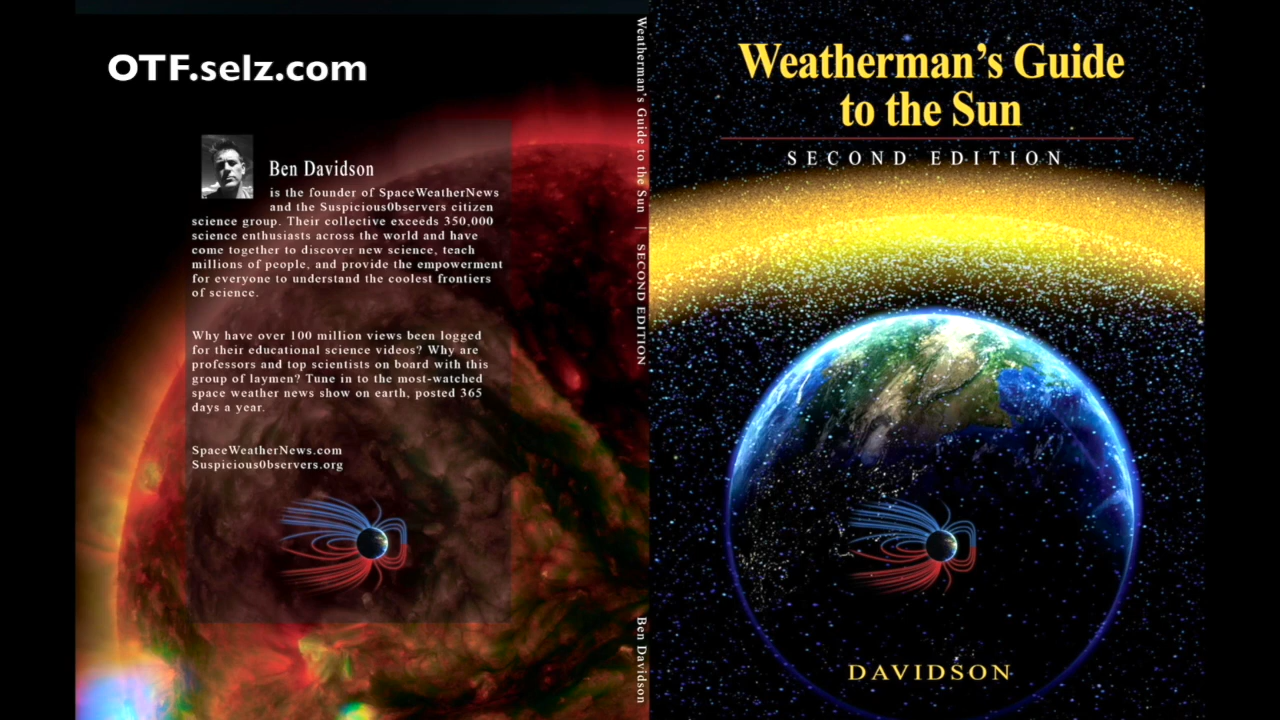 OTF.selz.com
Ben Davidson
is the founder of SpaceWeatherNews
and the Suspicious0bservers citizen
science group. Their collective exceeds 350,000
science enthusiasts across the world and have
come together to discover new science, teach
millions of people, and provide the empowerment
for everyone to understand the coolest frontiers
of science.
Why have over 100 million views been logged
for their educational science videos? Why are
professors and top scientists on board with this
group of laymen? Tune in to the most-watched
space weather news show on earth, posted 365
days a year.
SpaceWeatherNews.com
Suspicious0bservers.org
Weatherman's Guide to the Sun | SECOND EDITION
Ben Davidson
Weatherman's Guide
to the Sun
SECOND EDITION
DAVIDSON